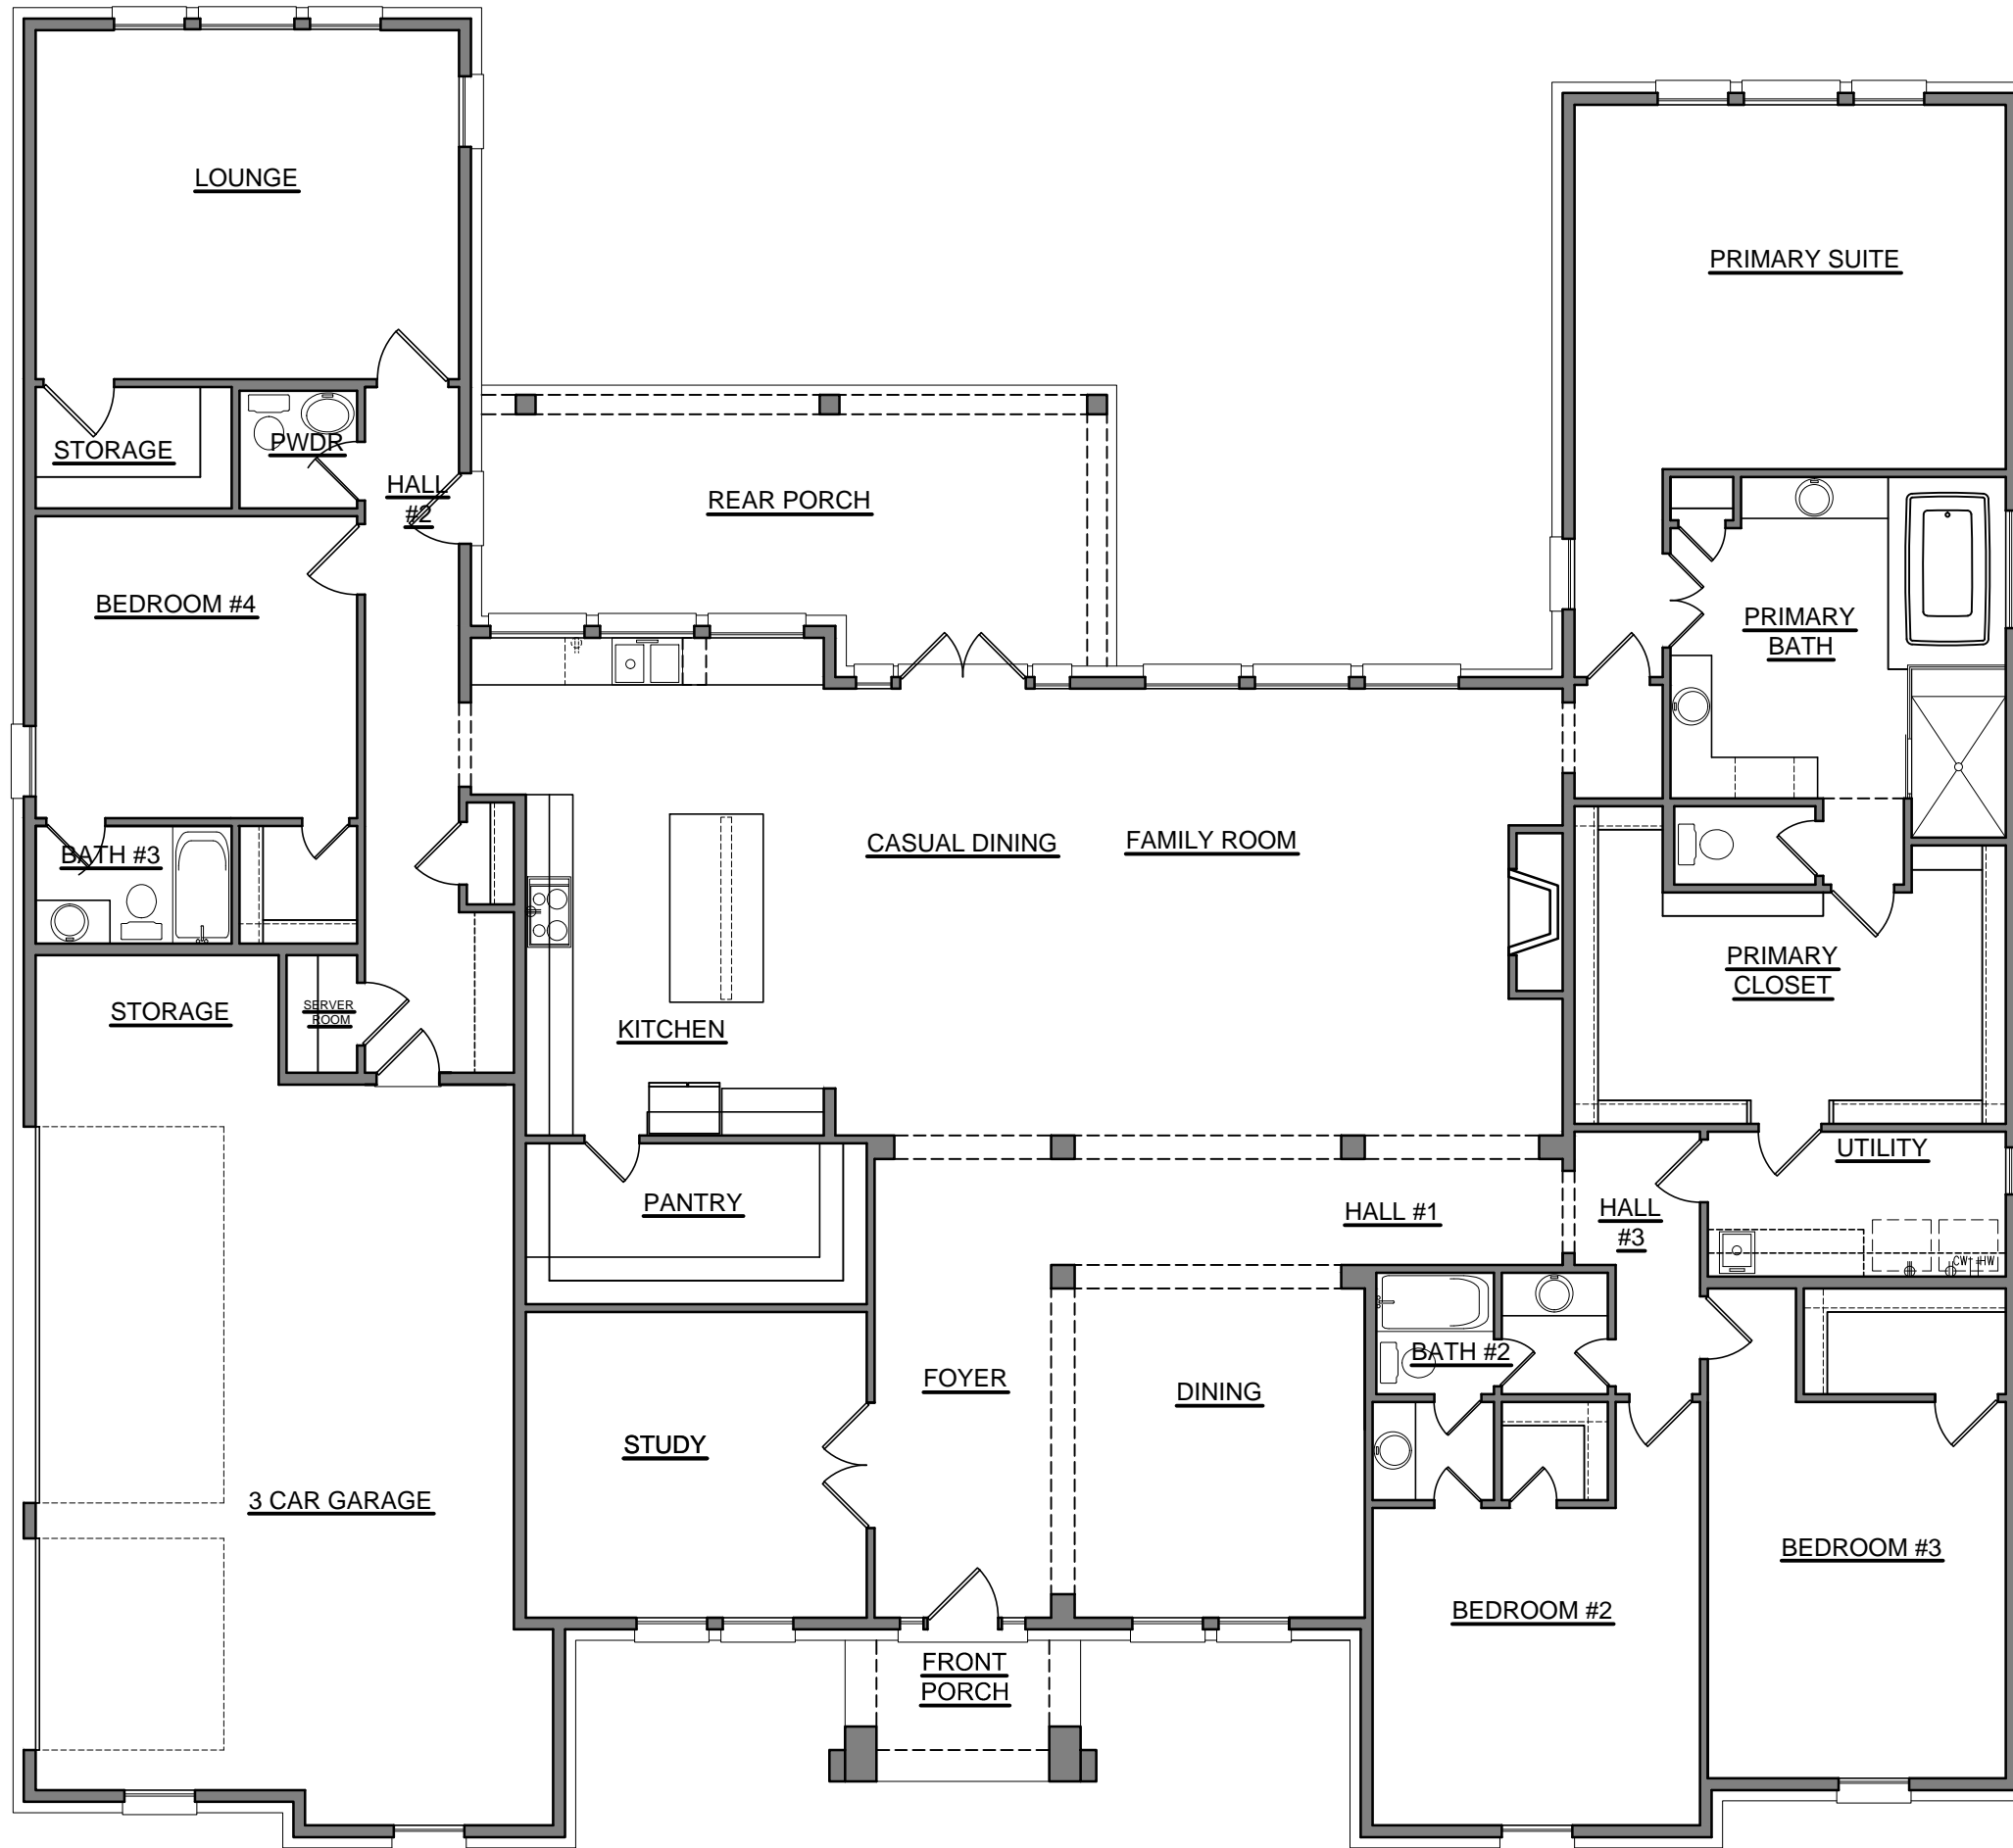 LOUNGE
PRIMARY SUITE
STORAGE
PWDR
HALL
#2
REAR PORCH
BEDROOM #4
PRIMARY
BATH
BATH #3
CASUAL DINING
FAMILY ROOM
PRIMARY
CLOSET
STORAGE
SERVER
ROOM
KITCHEN
UTILITY
PANTRY
HALL #1
HALL
#3
CW HW
BATH #2
FOYER
DINING
STUDY
3 CAR GARAGE
BEDROOM #3
BEDROOM #2
FRONT
PORCH